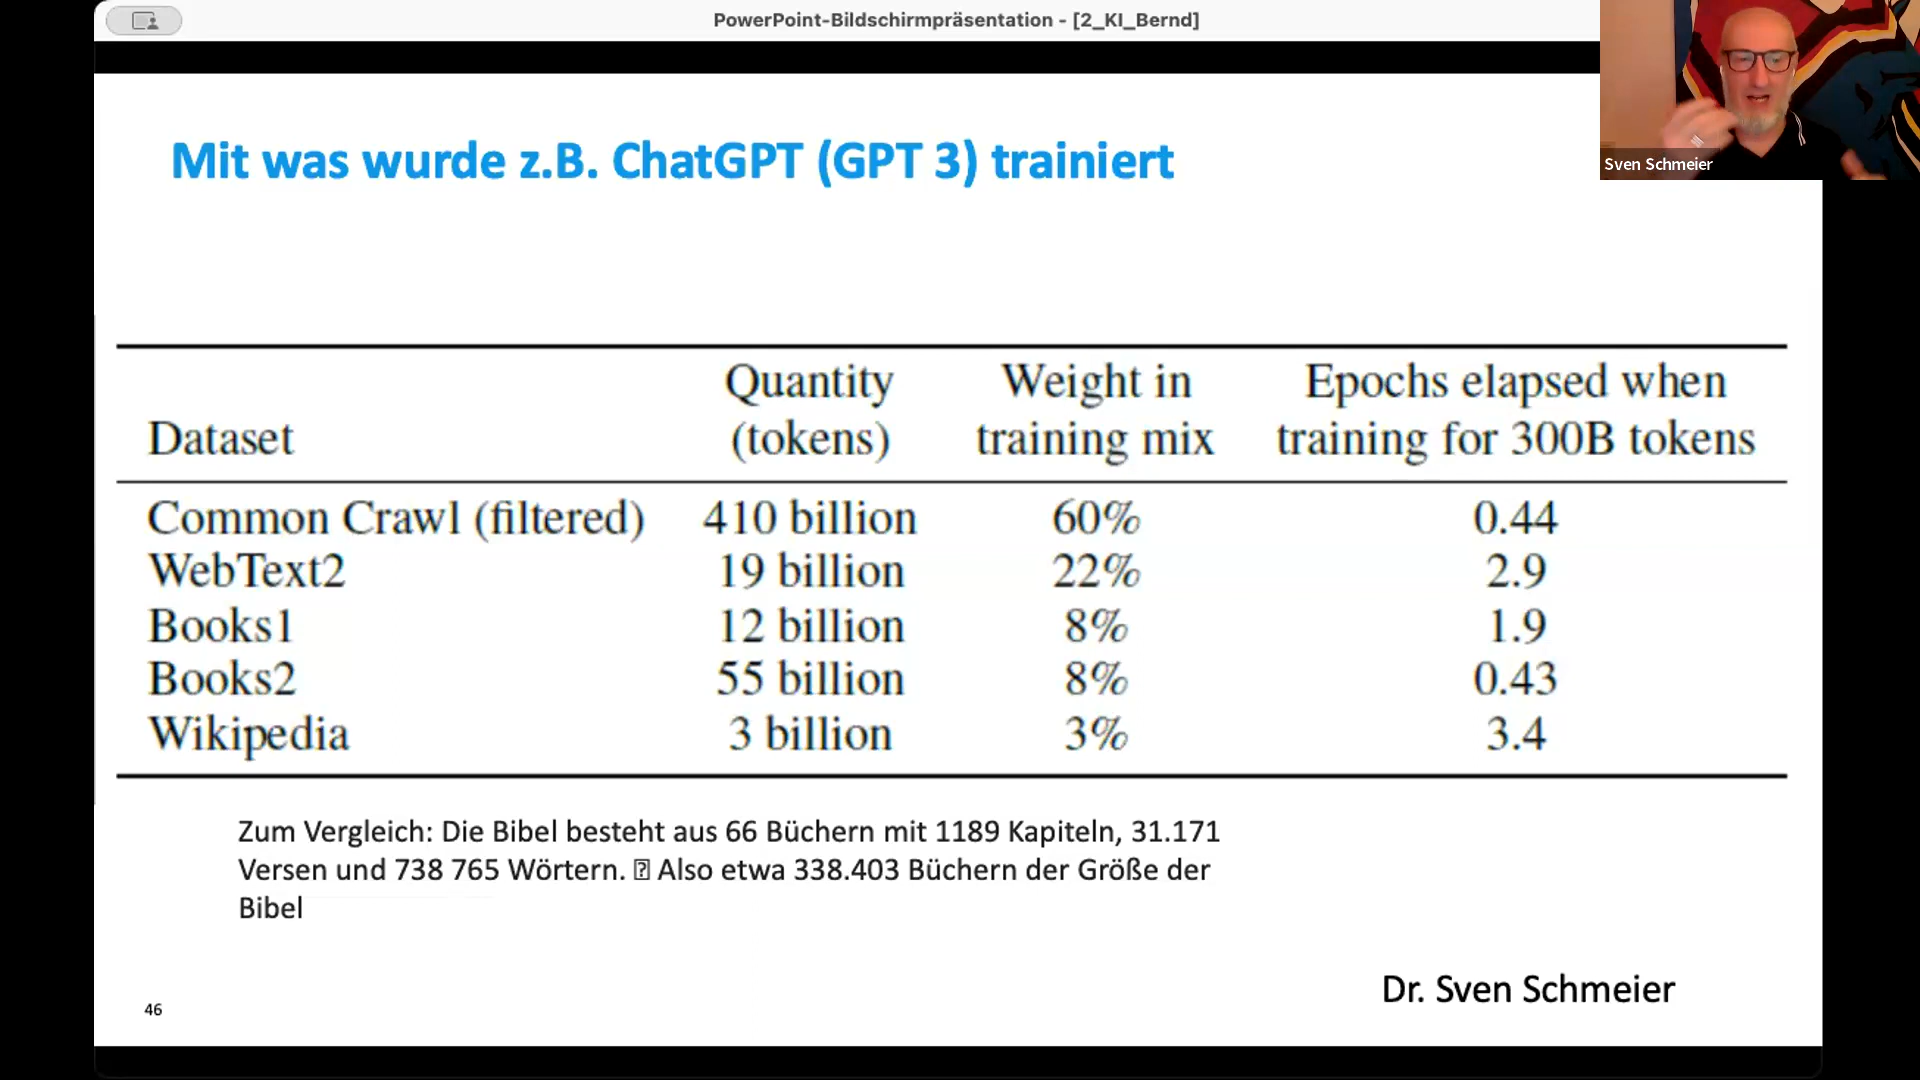 PowerPoint-Bildschirmpräsentation - [2_KI_Bernd]
Sven Schmeier
Mit was wurde z.B. ChatGPT (GPT 3) trainiert
Dataset Quantity (tokens) Weight in training mix Epochs elapsed when training for 300B tokens
Common Crawl (filtered) 410 billion 60% 0.44
WebText2 19 billion 22% 2.9
Books1 12 billion 8% 1.9
Books2 55 billion 8% 0.43
Wikipedia 3 billion 3% 3.4
Zum Vergleich: Die Bibel besteht aus 66 Büchern mit 1189 Kapiteln, 31.171
Versen und 738 765 Wörtern. Also etwa 338.403 Büchern der Größe der
Bibel
Dr. Sven Schmeier
46